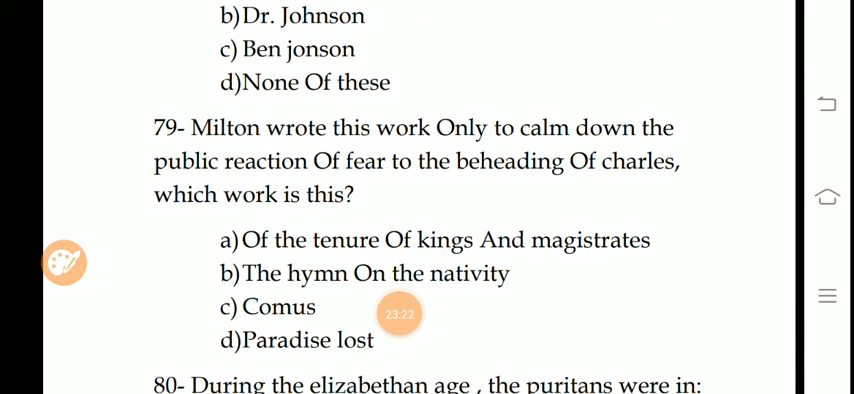 b)Dr. Johnson
c) Ben jonson
d)None Of these
79- Milton wrote this work Only to calm down the
public reaction Of fear to the beheading Of charles,
which work is this?
a)Of the tenure Of kings And magistrates
b)The hymn On the nativity
c) Comus
23:22
d)Paradise lost
80- During the elizabethan age , the puritans were in: